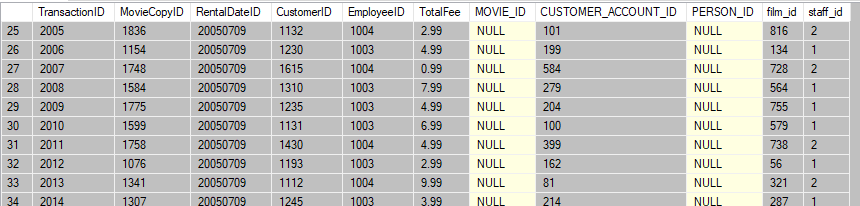 TransactionID MovieCopyID RentalDateID CustomerID EmployeeID TotalFee MOVIE_ID CUSTOMER_ACCOUNT_ID PERSON_ID film_id staff_id
25 2005 1836 20050709 1132 1004 2.99 NULL 101 NULL 816 2
26 2006 1154 20050709 1230 1003 4.99 NULL 199 NULL 134 1
27 2007 1748 20050709 1615 1004 0.99 NULL 584 NULL 728 2
28 2008 1584 20050709 1310 1003 7.99 NULL 279 NULL 564 1
29 2009 1775 20050709 1235 1003 4.99 NULL 204 NULL 755 1
30 2010 1599 20050709 1131 1003 6.99 NULL 100 NULL 579 1
31 2011 1758 20050709 1430 1004 4.99 NULL 399 NULL 738 2
32 2012 1076 20050709 1193 1003 2.99 NULL 162 NULL 56 1
33 2013 1341 20050709 1112 1004 9.99 NULL 81 NULL 321 2
34 2014 1307 20050709 1245 1003 3.99 NULL 214 NULL 287 1